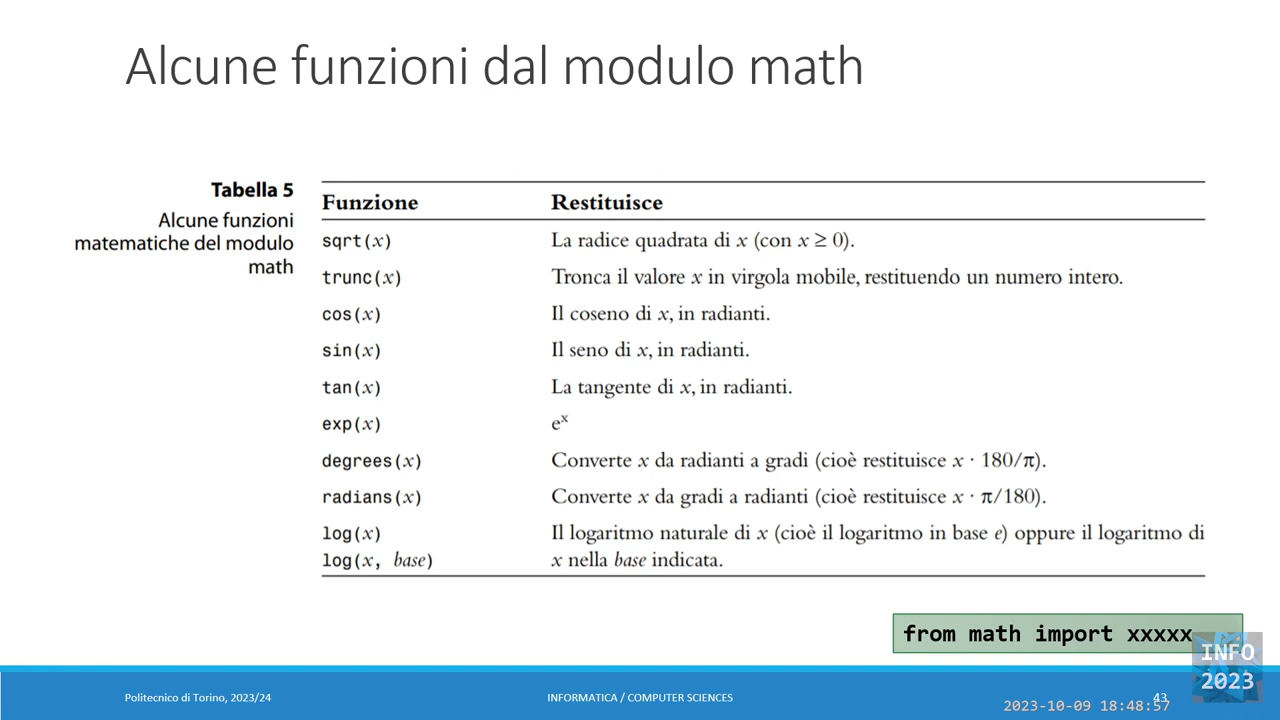 Alcune funzioni dal modulo math
Tabella 5
Alcune funzioni
matematiche del modulo
math
Funzione Restituisce
sqrt(x) La radice quadrata di x (con x ≥ 0).
trunc(x) Tronca il valore x in virgola mobile, restituendo un numero intero.
cos(x) Il coseno di x, in radianti.
sin(x) Il seno di x, in radianti.
tan(x) La tangente di x, in radianti.
exp(x) eˣ
degrees(x) Converte x da radianti a gradi (cioè restituisce x · 180/π).
radians(x) Converte x da gradi a radianti (cioè restituisce x · π/180).
log(x) Il logaritmo naturale di x (cioè il logaritmo in base e) oppure il logaritmo di
log(x, base) x nella base indicata.
from math import xxxxx
INFO
2023
Politecnico di Torino, 2023/24 INFORMATICA / COMPUTER SCIENCES 43
2023-10-09 18:48:57